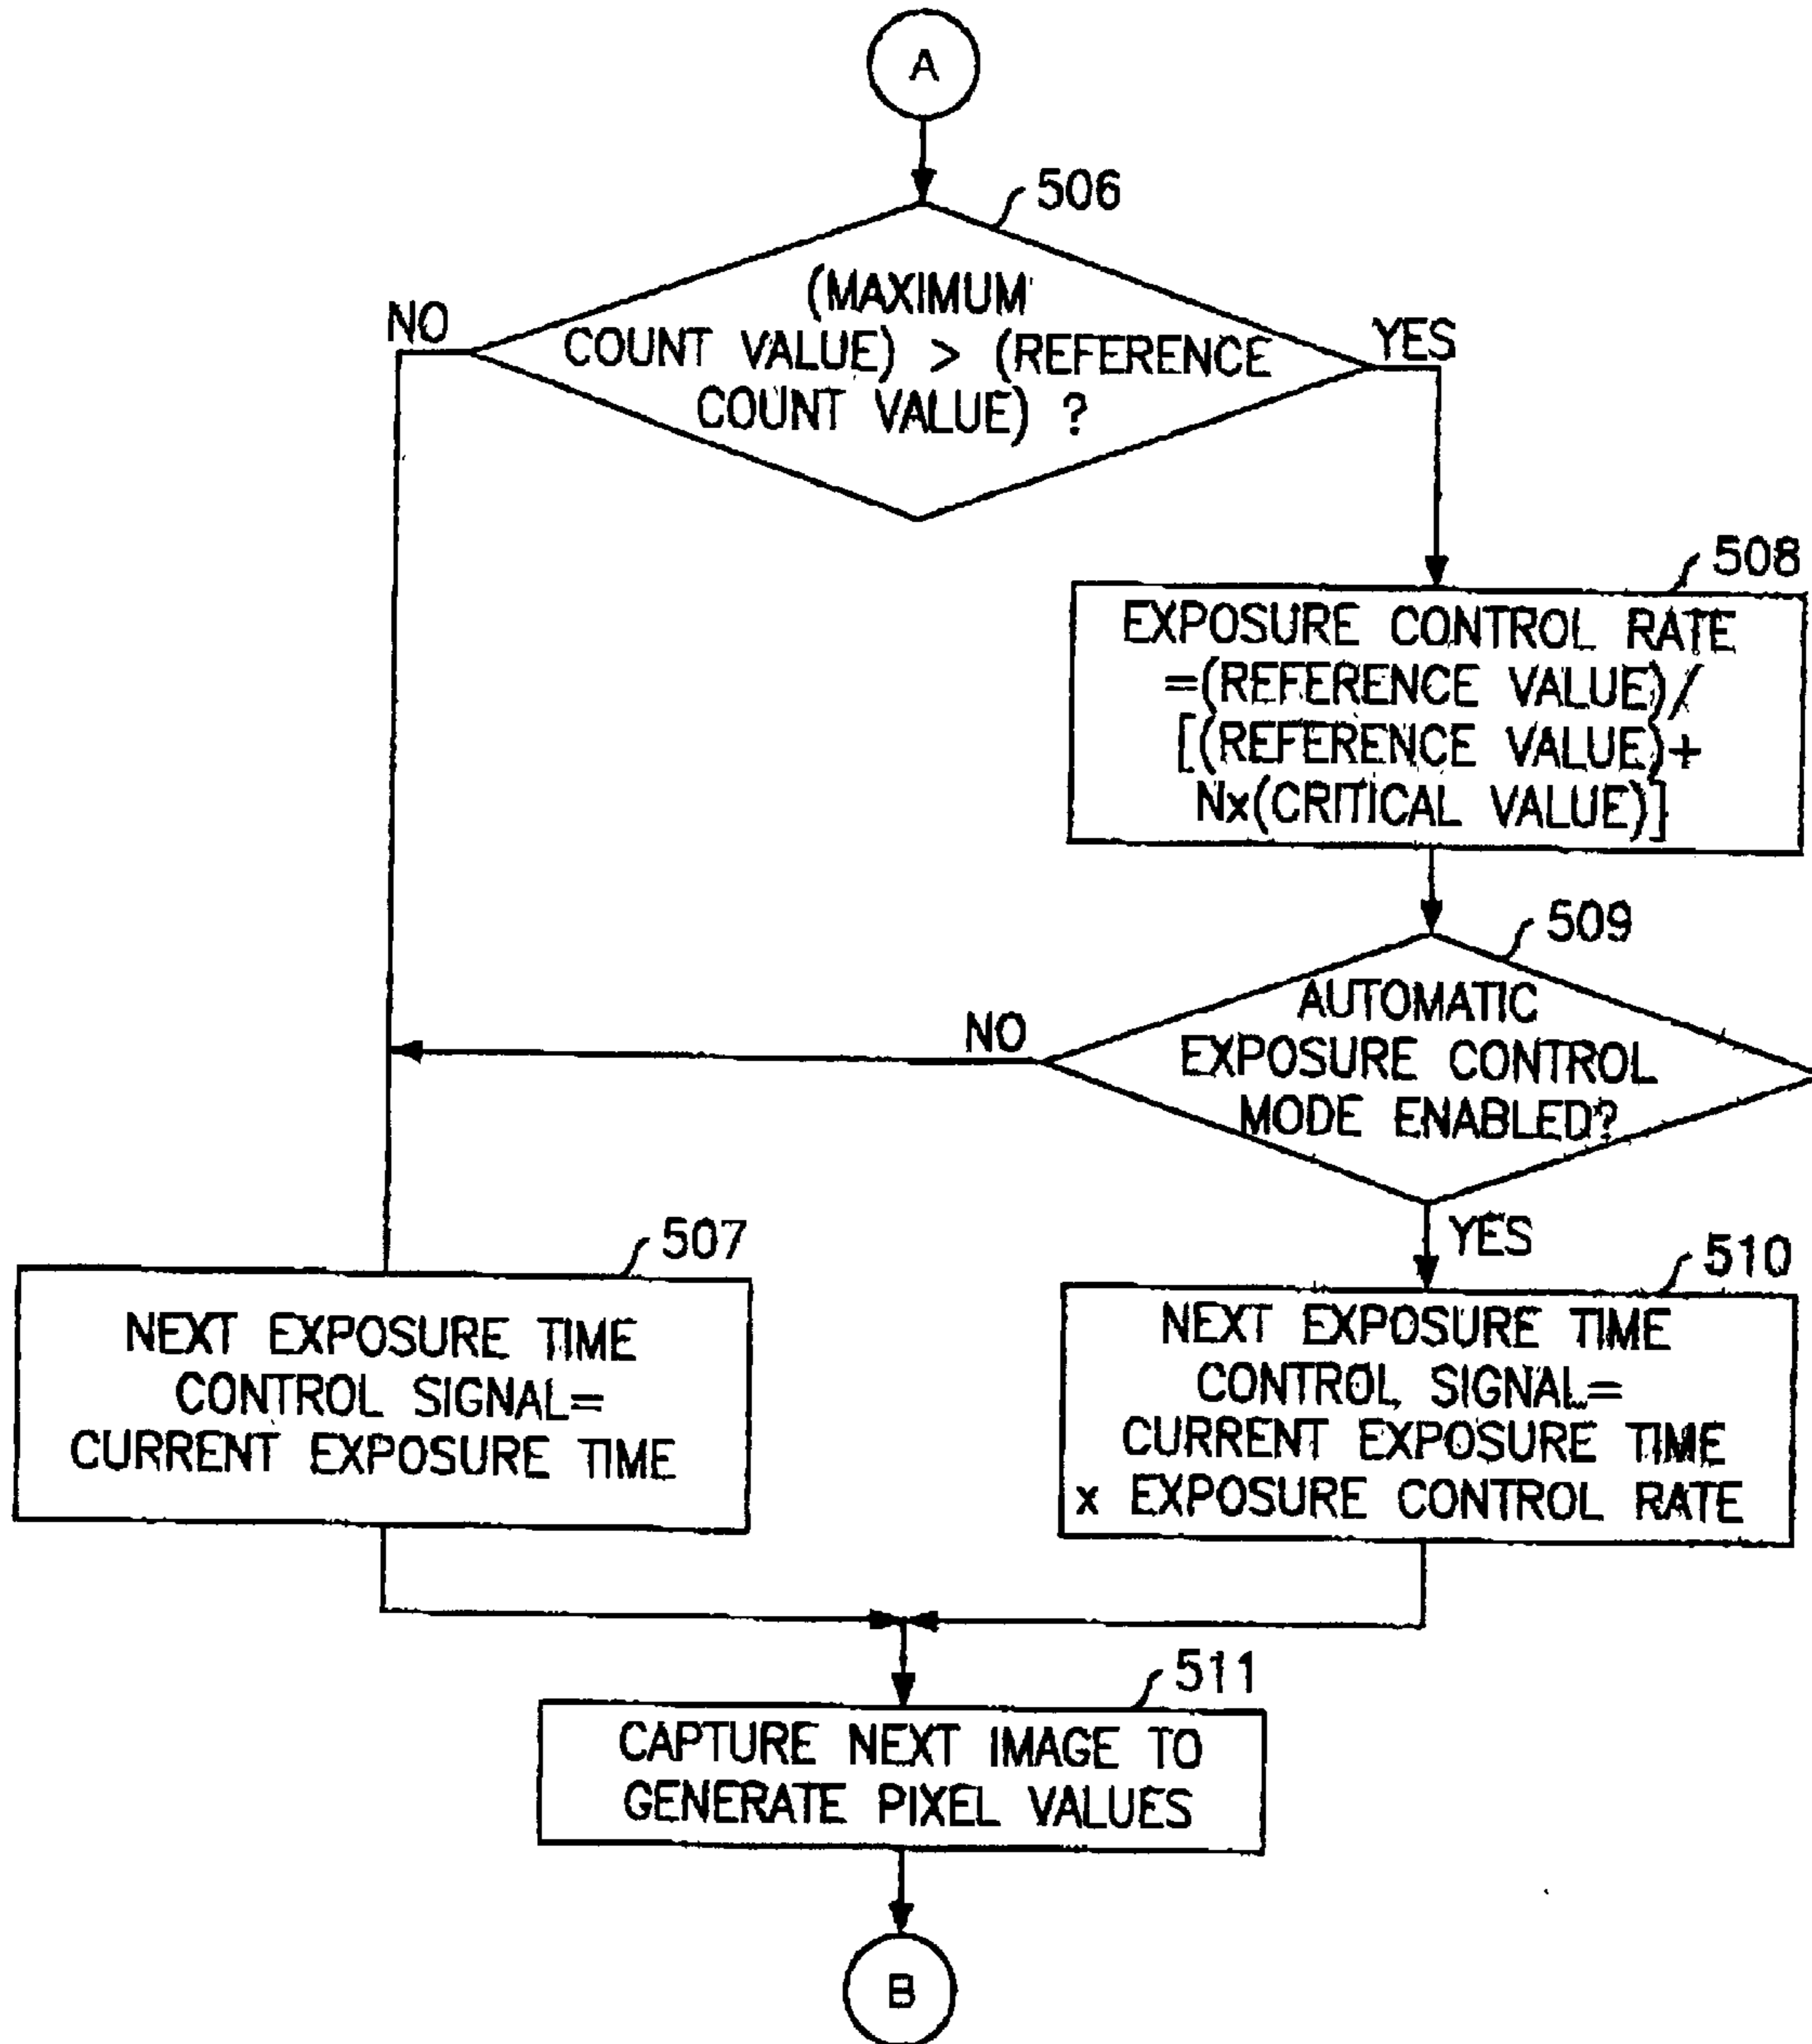 A
506
(MAXIMUM
COUNT VALUE) > (REFERENCE
COUNT VALUE) ?
NO
YES
508
EXPOSURE CONTROL RATE
=(REFERENCE VALUE)/
[(REFERENCE VALUE)+
Nx(CRITICAL VALUE)]
509
AUTOMATIC
EXPOSURE CONTROL
MODE ENABLED?
NO
YES
507
NEXT EXPOSURE TIME
CONTROL SIGNAL=
CURRENT EXPOSURE TIME
510
NEXT EXPOSURE TIME
CONTROL SIGNAL=
CURRENT EXPOSURE TIME
x EXPOSURE CONTROL RATE
511
CAPTURE NEXT IMAGE TO
GENERATE PIXEL VALUES
B